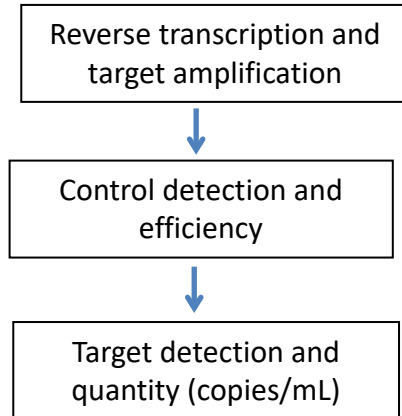 Reverse transcription and
target amplification
Control detection and
efficiency
Target detection and
quantity (copies/mL)